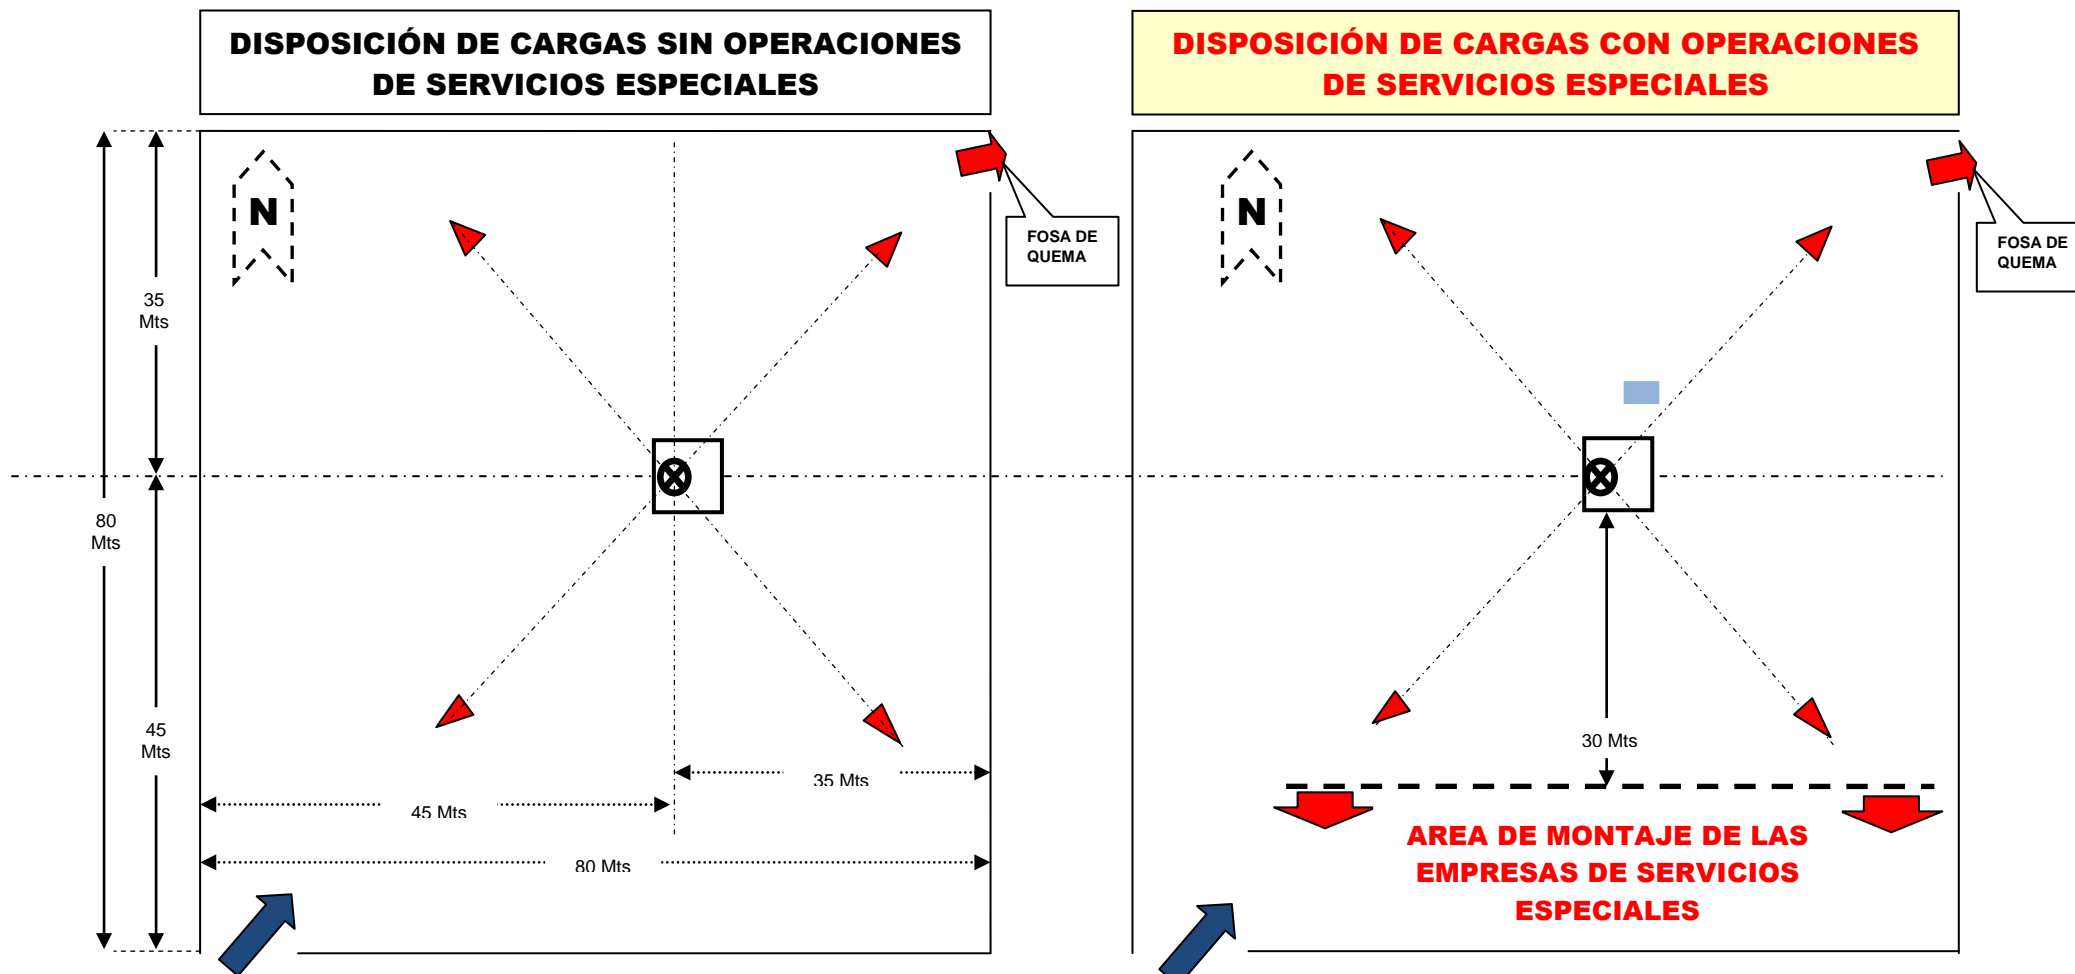 DISPOSICIÓN DE CARGAS SIN OPERACIONES
DE SERVICIOS ESPECIALES
N
FOSA DE
QUEMA
35
Mts
80
Mts
45
Mts
35 Mts
45 Mts
80 Mts
DISPOSICIÓN DE CARGAS CON OPERACIONES
DE SERVICIOS ESPECIALES
N
FOSA DE
QUEMA
30 Mts
AREA DE MONTAJE DE LAS
EMPRESAS DE SERVICIOS
ESPECIALES